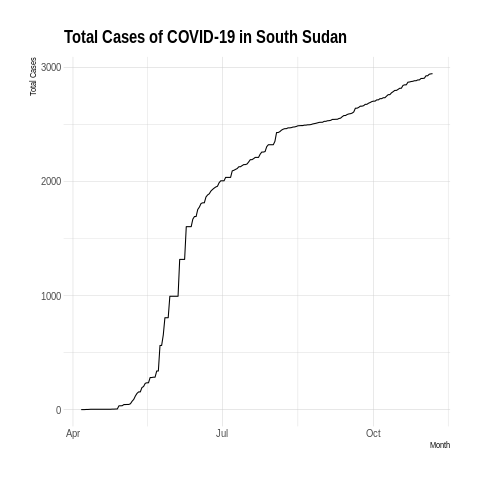 Total Cases of COVID-19 in South Sudan
Total Cases
3000
2000
1000
0
Apr Jul Oct
Month